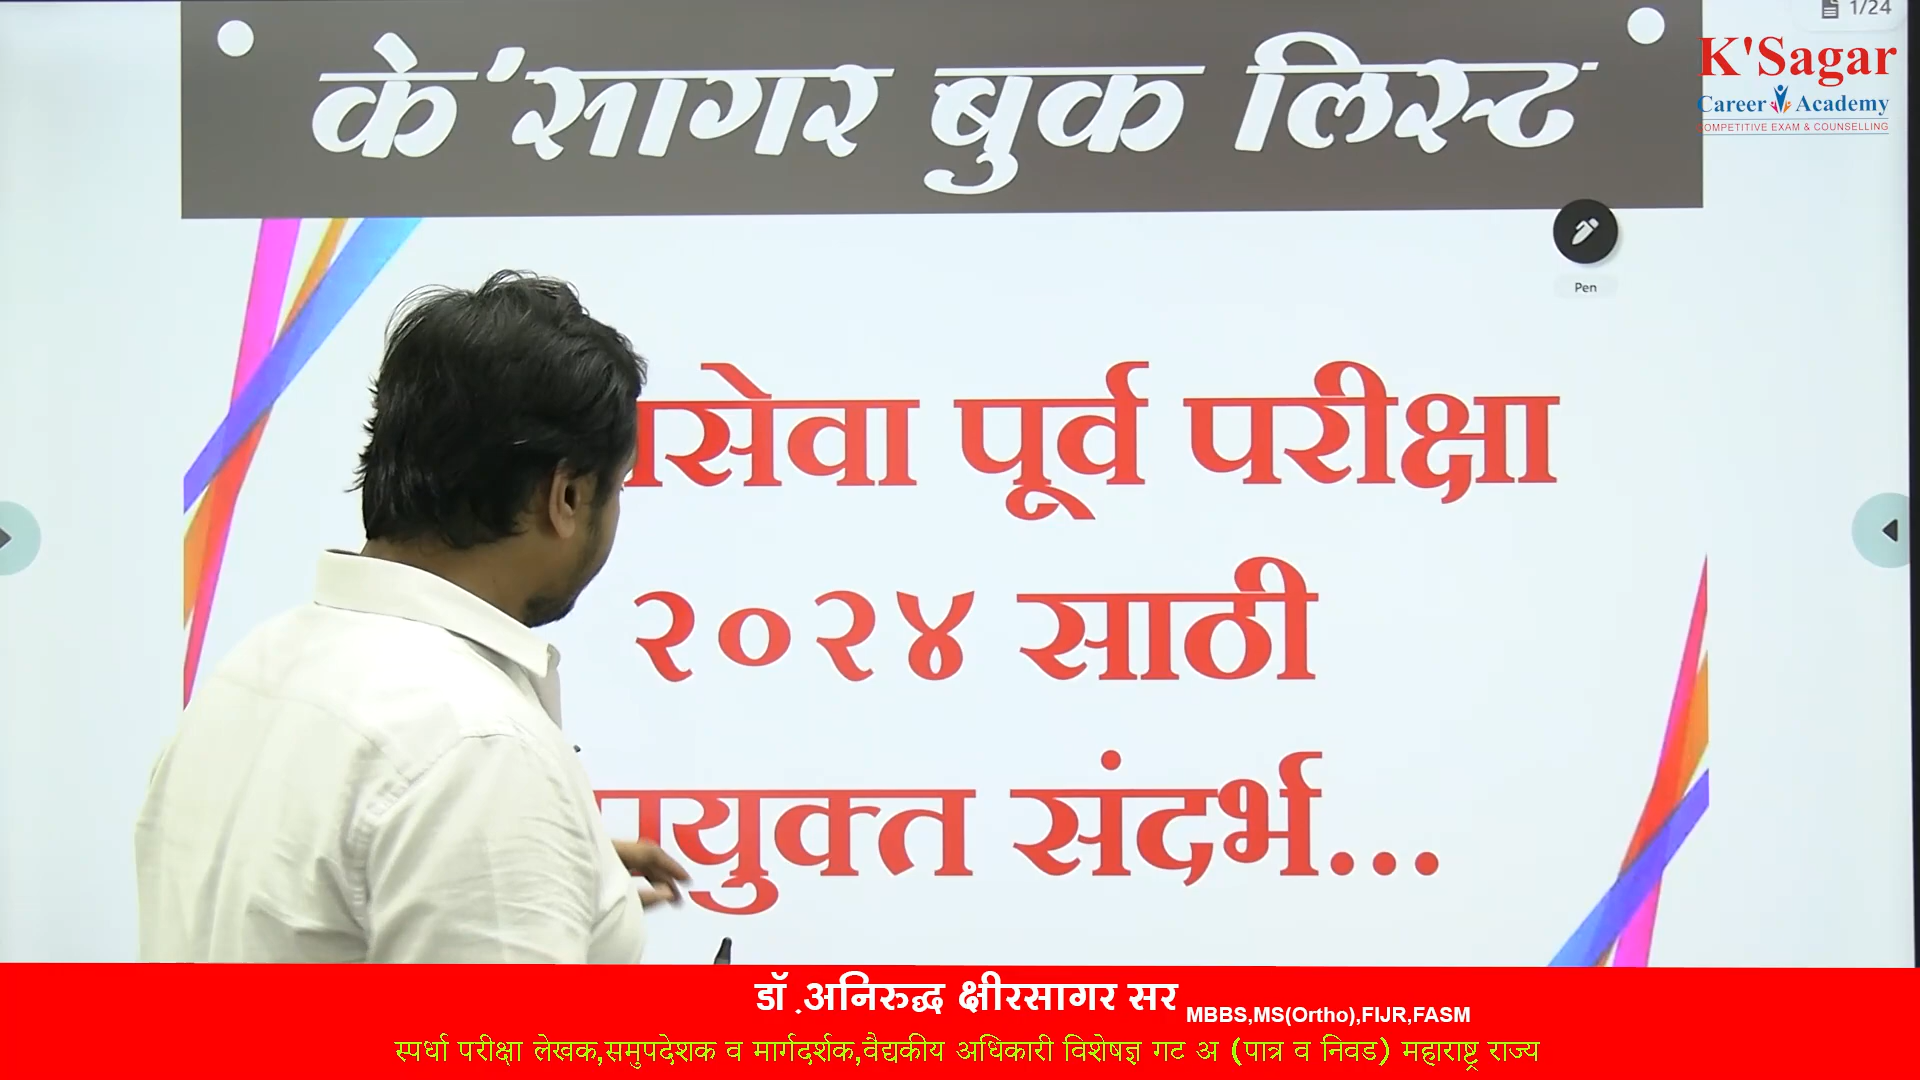 1/24
के'सागर बुक लिस्ट
K'Sagar
Career Academy
COMPETITIVE EXAM & COUNSELLING
Pen
पूर्व परीक्षा
२०२४ साठी
संदर्भ...
डॉ.अनिरुद्ध क्षीरसागर सर MBBS,MS(Ortho),FIJR,FASM
स्पर्धा परीक्षा लेखक,समुपदेशक व मार्गदर्शक,वैद्यकीय अधिकारी विशेषज्ञ गट अ (पात्र व निवड) महाराष्ट्र राज्य